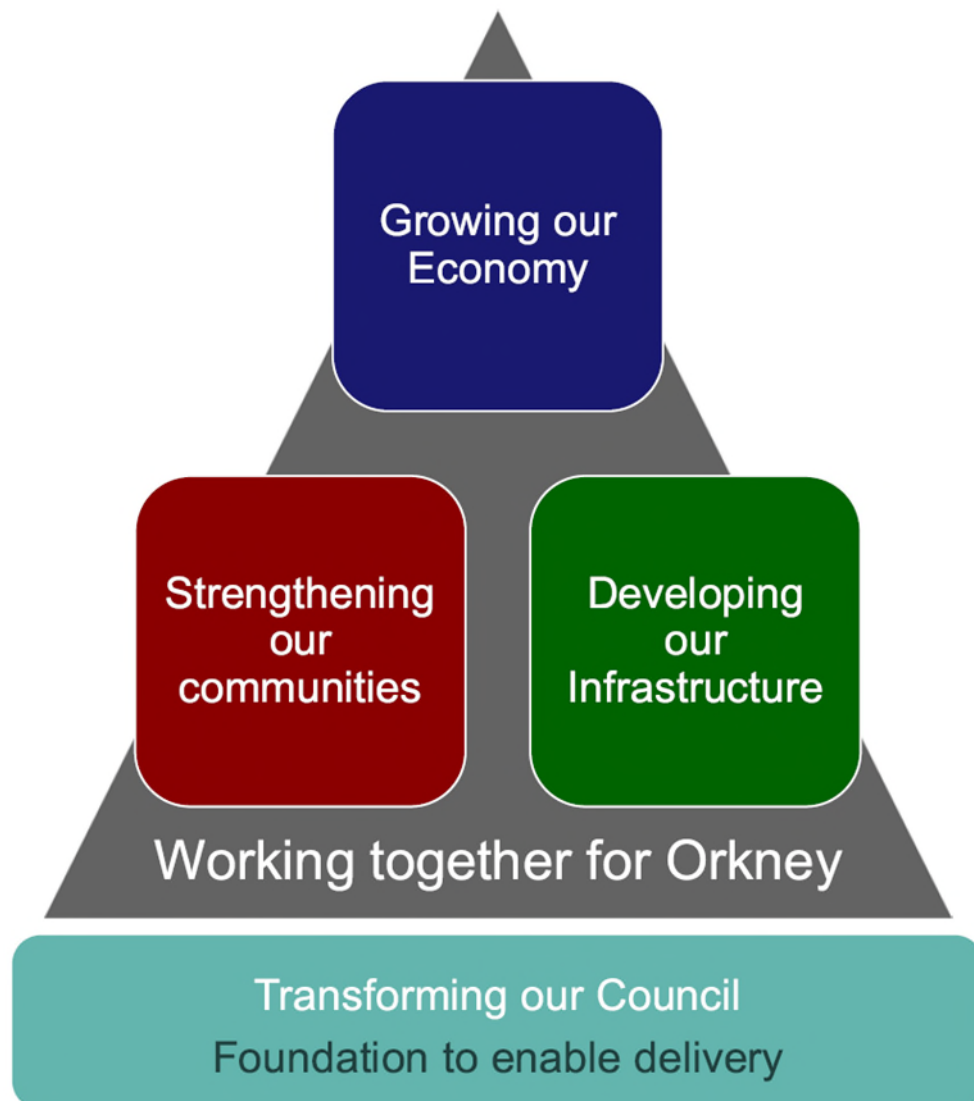 Growing our
Economy
Strengthening
our
communities
Developing
our
Infrastructure
Working together for Orkney
Transforming our Council
Foundation to enable delivery